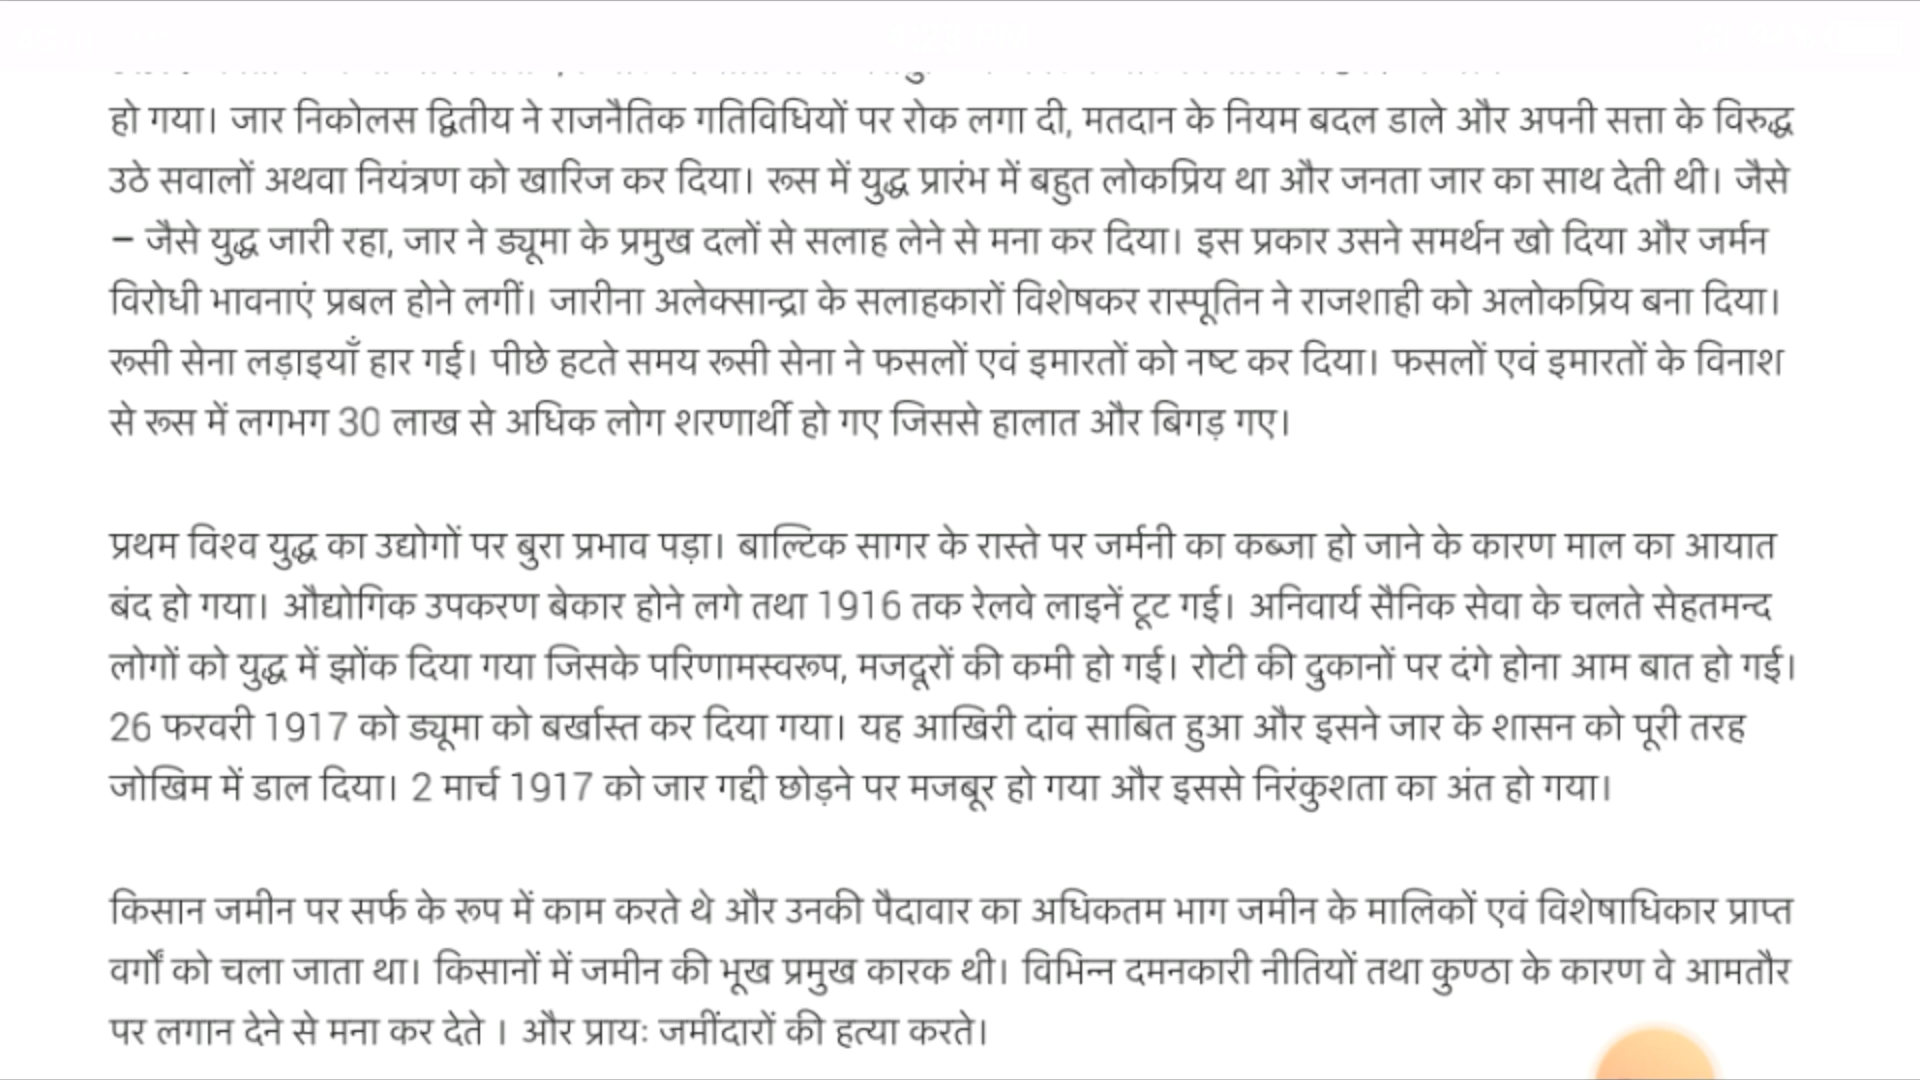 हो गया। जार निकोलस द्वितीय ने राजनैतिक गतिविधियों पर रोक लगा दी, मतदान के नियम बदल डाले और अपनी सत्ता के विरुद्ध
उठे सवालों अथवा नियंत्रण को खारिज कर दिया। रूस में युद्ध प्रारंभ में बहुत लोकप्रिय था और जनता जार का साथ देती थी। जैसे
– जैसे युद्ध जारी रहा, जार ने ड्यूमा के प्रमुख दलों से सलाह लेने से मना कर दिया। इस प्रकार उसने समर्थन खो दिया और जर्मन
विरोधी भावनाएं प्रबल होने लगीं। जारीना अलेक्सान्द्रा के सलाहकारों विशेषकर रास्पूतिन ने राजशाही को अलोकप्रिय बना दिया।
रूसी सेना लड़ाइयाँ हार गई। पीछे हटते समय रूसी सेना ने फसलों एवं इमारतों को नष्ट कर दिया। फसलों एवं इमारतों के विनाश
से रूस में लगभग 30 लाख से अधिक लोग शरणार्थी हो गए जिससे हालात और बिगड़ गए।
प्रथम विश्व युद्ध का उद्योगों पर बुरा प्रभाव पड़ा। बाल्टिक सागर के रास्ते पर जर्मनी का कब्जा हो जाने के कारण माल का आयात
बंद हो गया। औद्योगिक उपकरण बेकार होने लगे तथा 1916 तक रेलवे लाइनें टूट गई। अनिवार्य सैनिक सेवा के चलते सेहतमन्द
लोगों को युद्ध में झोंक दिया गया जिसके परिणामस्वरूप, मजदूरों की कमी हो गई। रोटी की दुकानों पर दंगे होना आम बात हो गई।
26 फरवरी 1917 को ड्यूमा को बर्खास्त कर दिया गया। यह आखिरी दांव साबित हुआ और इसने जार के शासन को पूरी तरह
जोखिम में डाल दिया। 2 मार्च 1917 को जार गद्दी छोड़ने पर मजबूर हो गया और इससे निरंकुशता का अंत हो गया।
किसान जमीन पर सर्फ के रूप में काम करते थे और उनकी पैदावार का अधिकतम भाग जमीन के मालिकों एवं विशेषाधिकार प्राप्त
वर्गों को चला जाता था। किसानों में जमीन की भूख प्रमुख कारक थी। विभिन्न दमनकारी नीतियों तथा कुण्ठा के कारण वे आमतौर
पर लगान देने से मना कर देते । और प्रायः जमींदारों की हत्या करते।